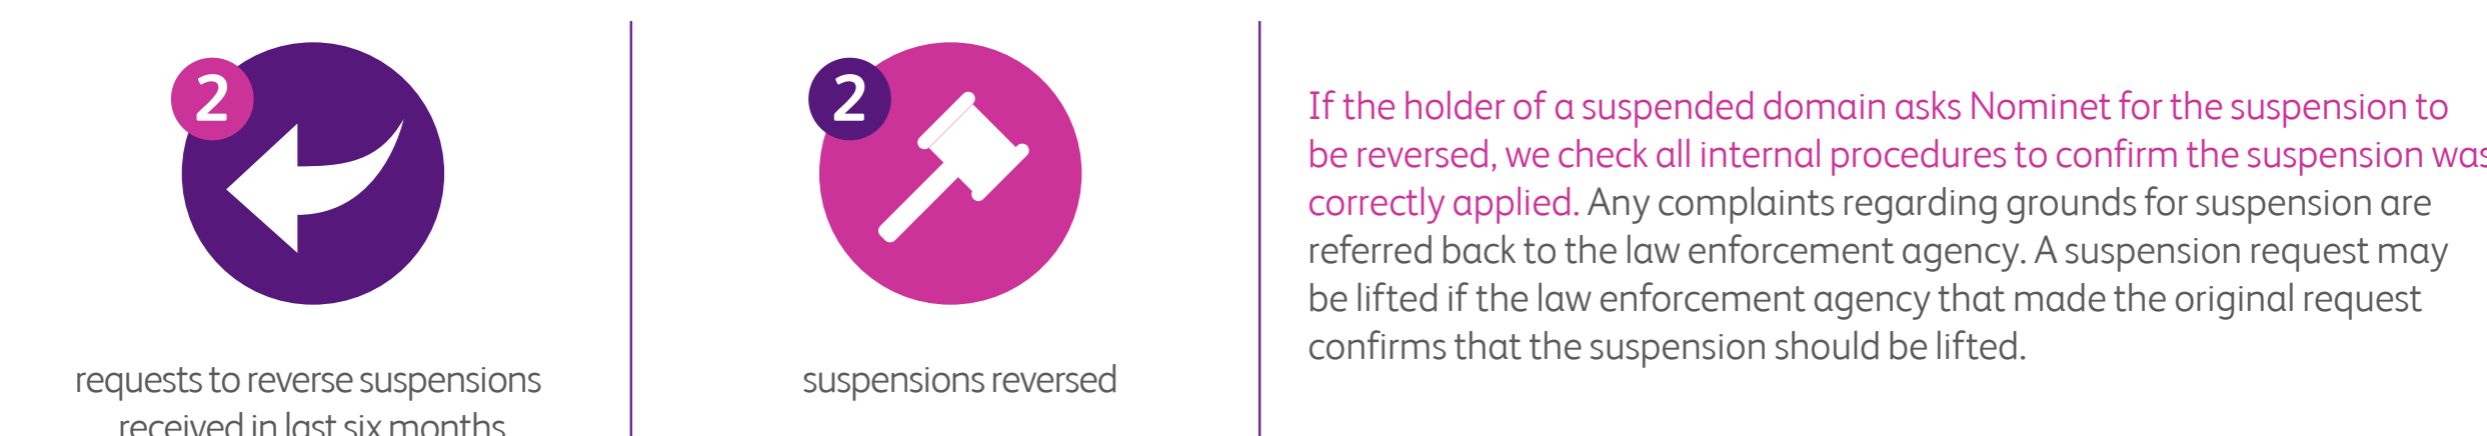 2
requests to reverse suspensions
received in last six months
2
suspensions reversed
If the holder of a suspended domain asks Nominet for the suspension to
be reversed, we check all internal procedures to confirm the suspension was
correctly applied. Any complaints regarding grounds for suspension are
referred back to the law enforcement agency. A suspension request may
be lifted if the law enforcement agency that made the original request
confirms that the suspension should be lifted.